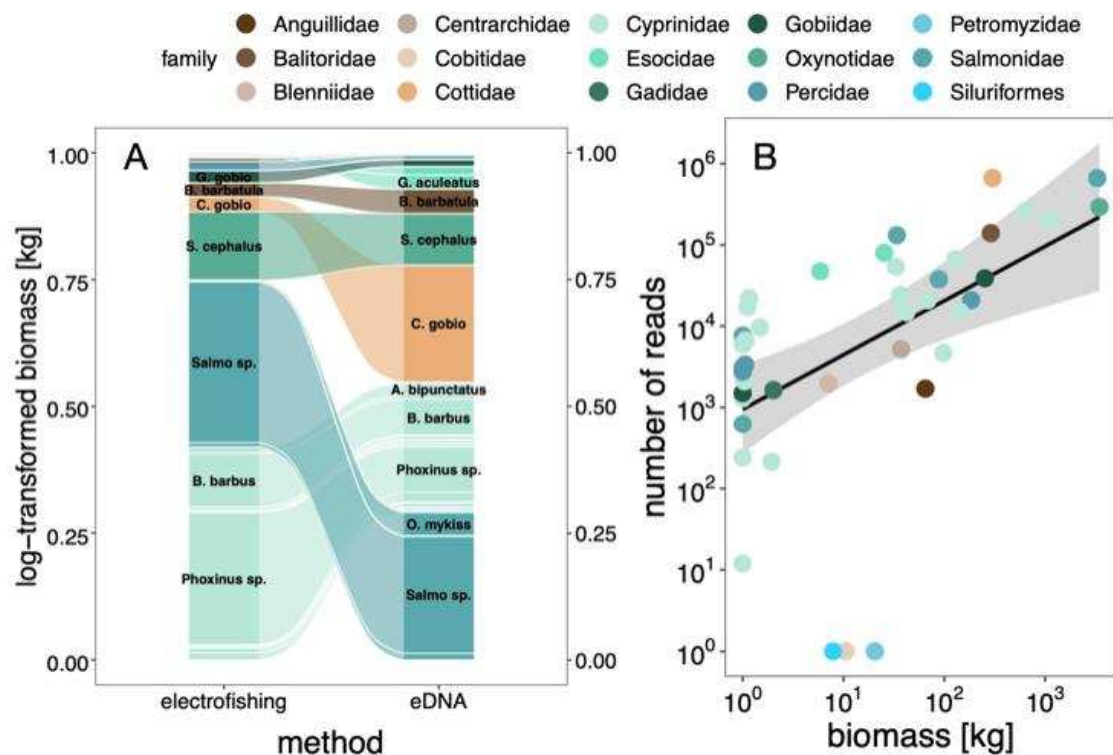 Anguillidae Centrarchidae Cyprinidae Gobiidae Petromyzidae
family Balitoridae Cobitidae Esocidae Oxynotidae Salmonidae
Blenniidae Cottidae Gadidae Percidae Siluriformes
A
log-transformed biomass [kg]
1.00
0.75
0.50
0.25
0.00
G. gobio
B. barbatula
C. gobio
S. cephalus
Salmo sp.
B. barbus
Phoxinus sp.
G. aculeatus
B. barbatula
S. cephalus
C. gobio
A. bipunctatus
B. barbus
Phoxinus sp.
O. mykiss
Salmo sp.
1.00
0.75
0.50
0.25
0.00
electrofishing eDNA
method
B
number of reads
10⁶
10⁵
10⁴
10³
10²
10¹
10⁰
10⁰ 10¹ 10² 10³
biomass [kg]